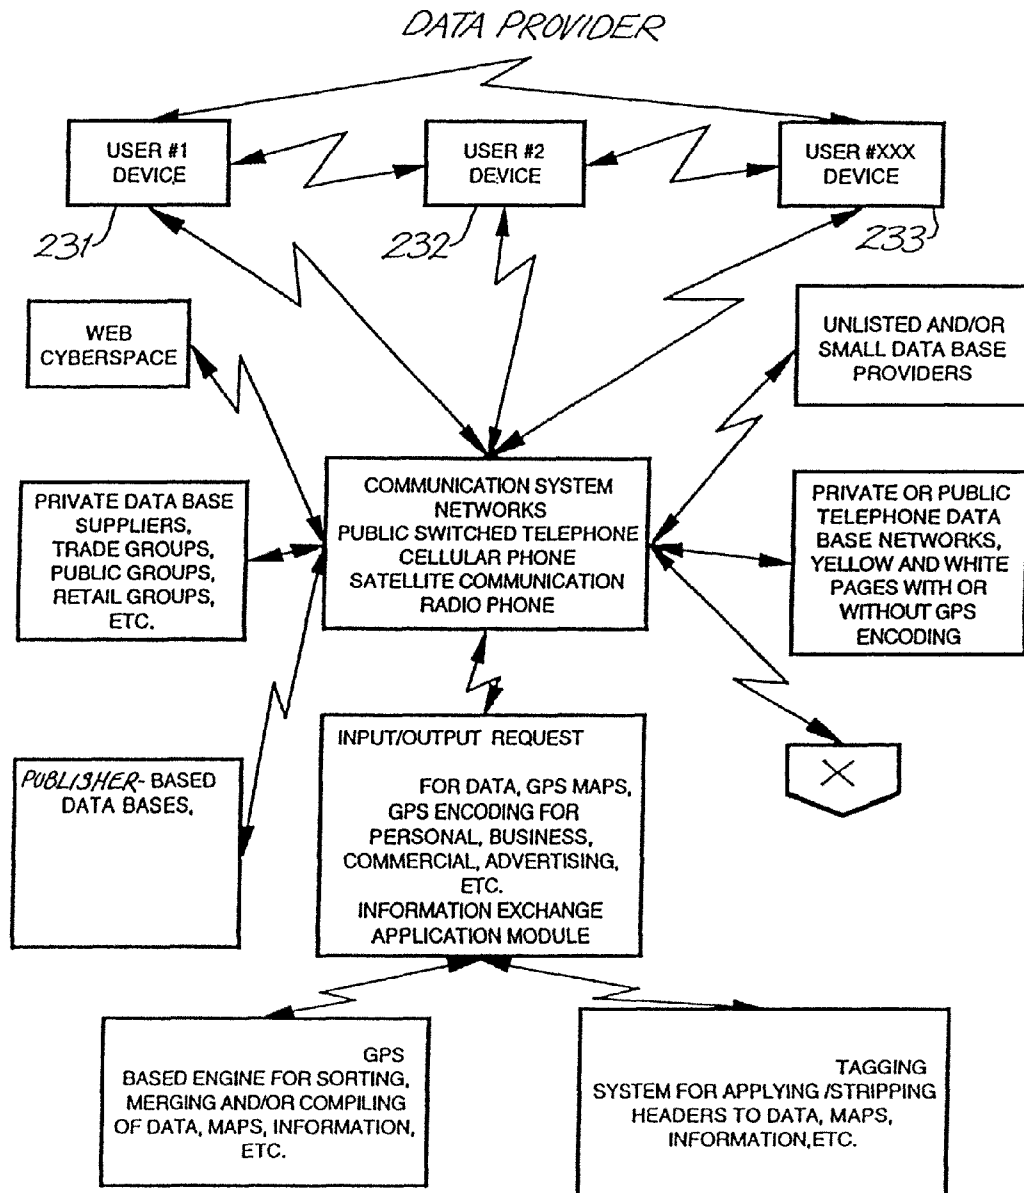 DATA PROVIDER
USER #1
DEVICE
USER #2
DEVICE
USER #XXX
DEVICE
231
232
233
WEB
CYBERSPACE
UNLISTED AND/OR
SMALL DATA BASE
PROVIDERS
PRIVATE DATA BASE
SUPPLIERS,
TRADE GROUPS,
PUBLIC GROUPS,
RETAIL GROUPS,
ETC.
COMMUNICATION SYSTEM
NETWORKS
PUBLIC SWITCHED TELEPHONE
CELLULAR PHONE
SATELLITE COMMUNICATION
RADIO PHONE
PRIVATE OR PUBLIC
TELEPHONE DATA
BASE NETWORKS,
YELLOW AND WHITE
PAGES WITH OR
WITHOUT GPS
ENCODING
PUBLISHER- BASED
DATA BASES,
INPUT/OUTPUT REQUEST
FOR DATA, GPS MAPS,
GPS ENCODING FOR
PERSONAL, BUSINESS,
COMMERCIAL, ADVERTISING,
ETC.
INFORMATION EXCHANGE
APPLICATION MODULE
X
GPS
BASED ENGINE FOR SORTING,
MERGING AND/OR COMPILING
OF DATA, MAPS, INFORMATION,
ETC.
TAGGING
SYSTEM FOR APPLYING /STRIPPING
HEADERS TO DATA, MAPS,
INFORMATION,ETC.